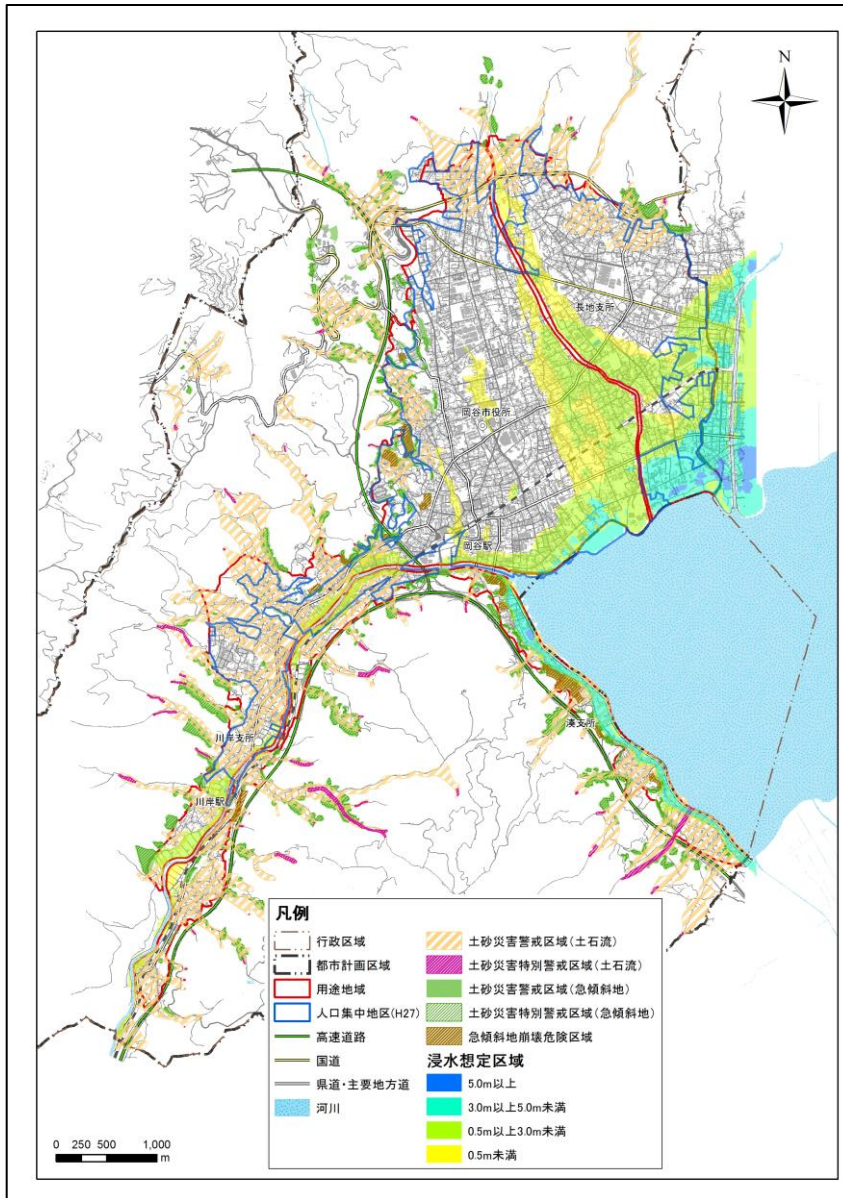 N
長地支所
岡谷市役所
岡谷駅
湊支所
川岸支所
川岸駅
凡例
行政区域
都市計画区域
用途地域
人口集中地区(H27)
高速道路
国道
県道・主要地方道
河川
土砂災害警戒区域(土石流)
土砂災害特別警戒区域(土石流)
土砂災害警戒区域(急傾斜地)
土砂災害特別警戒区域(急傾斜地)
急傾斜地崩壊危険区域
浸水想定区域
5.0m以上
3.0m以上5.0m未満
0.5m以上3.0m未満
0.5m未満
0 250 500 1,000
m